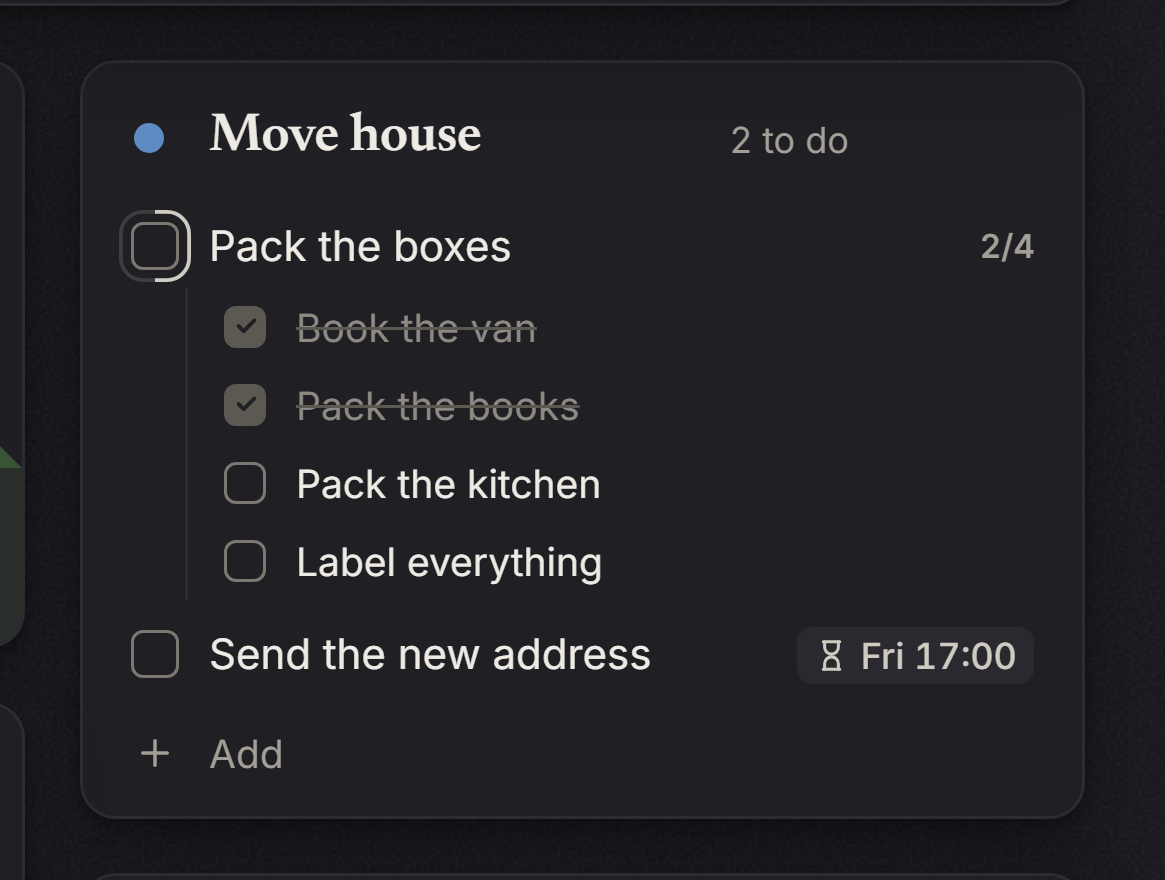 Move house
2 to do
Pack the boxes
2/4
Book the van
Pack the books
Pack the kitchen
Label everything
Send the new address
Fri 17:00
Add